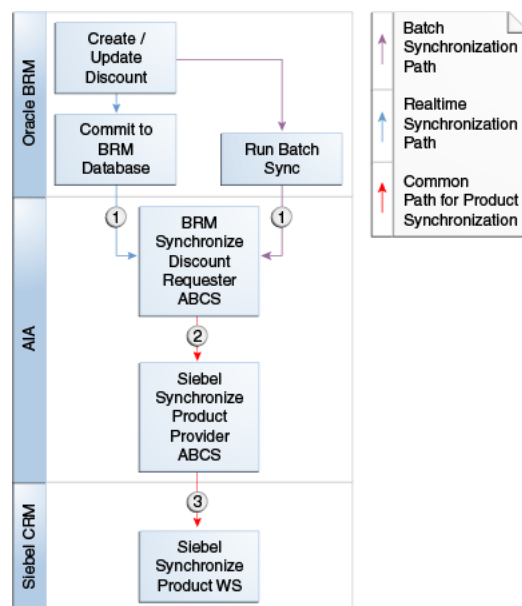 Oracle BRM
Create /
Update
Discount
Commit to
BRM
Database
Run Batch
Sync
1
1
AIA
BRM
Synchronize
Discount
Requester
ABCS
2
Siebel
Synchronize
Product
Provider
ABCS
3
Siebel CRM
Siebel
Synchronize
Product WS
Batch
Synchronization
Path
Realtime
Synchronization
Path
Common
Path for Product
Synchronization